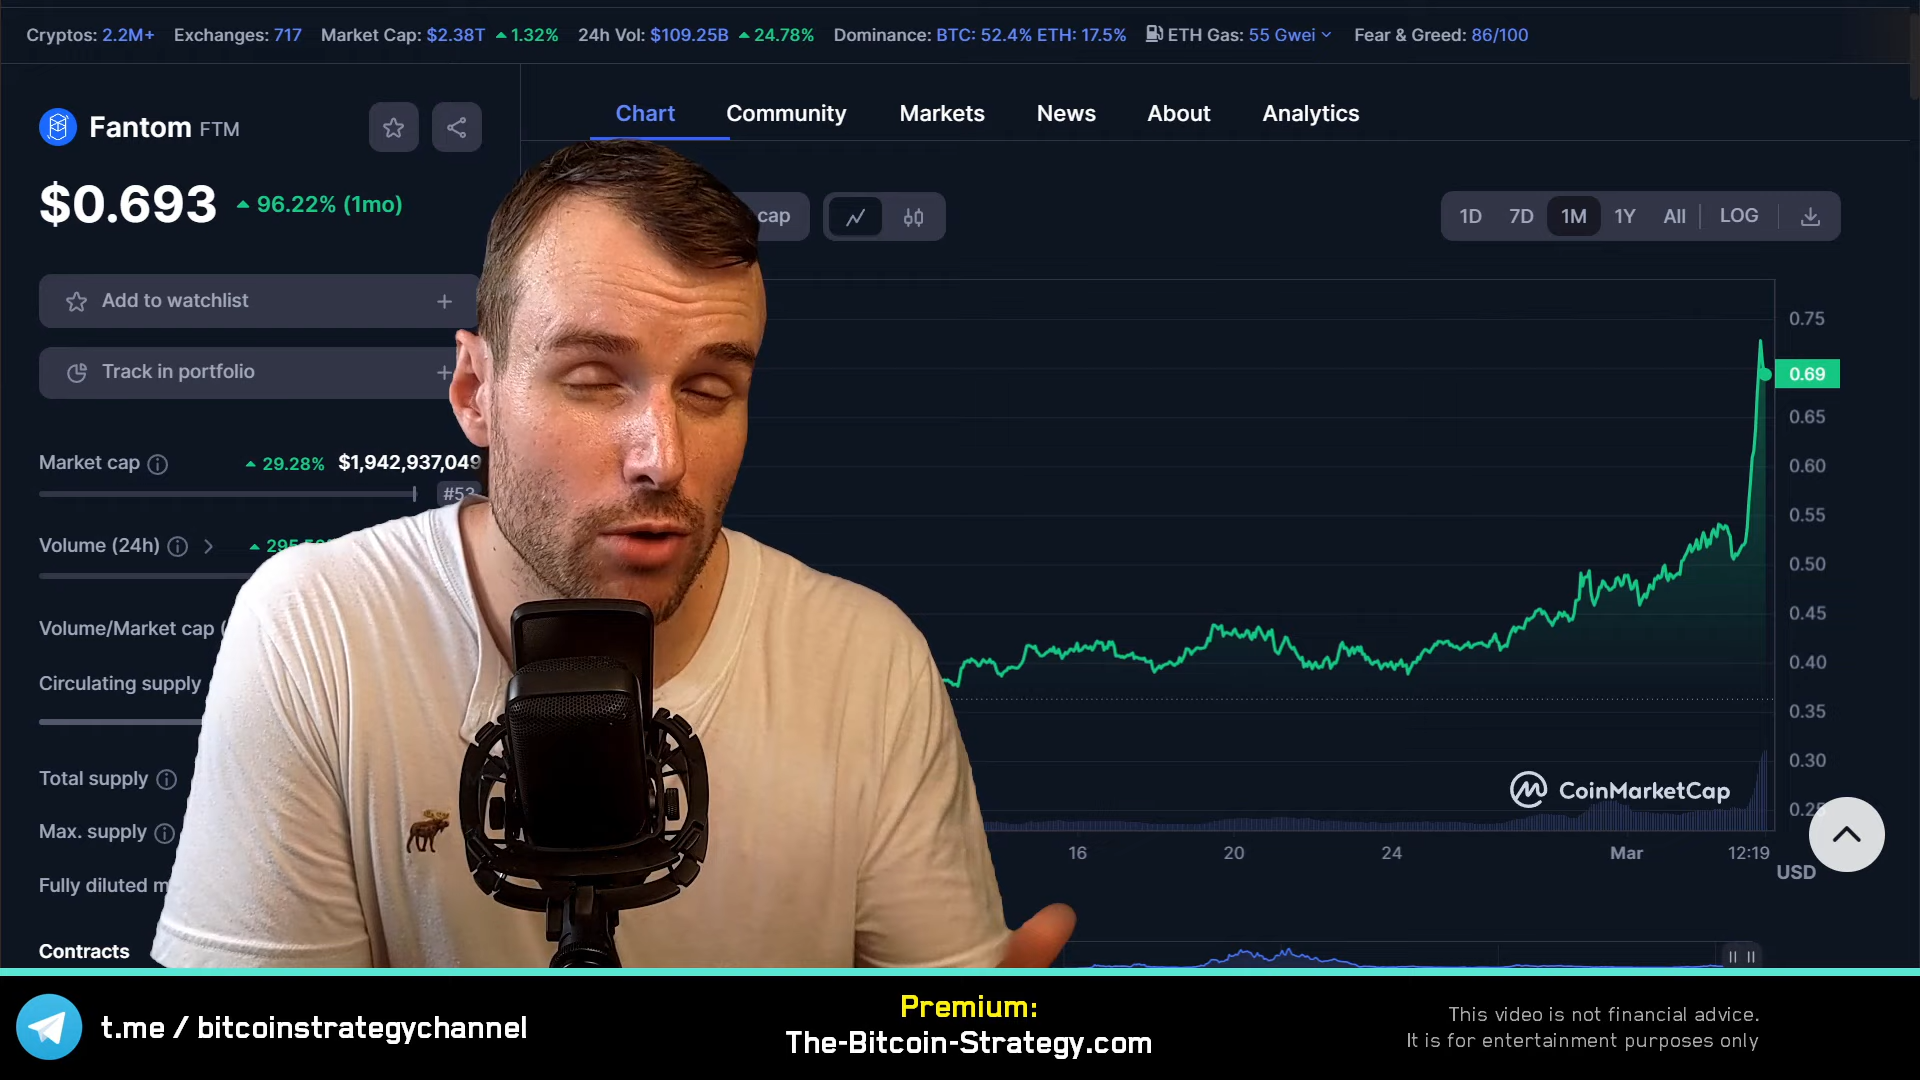 Cryptos: 2.2M+ Exchanges: 717 Market Cap: $2.38T 1.32% 24h Vol: $109.25B 24.78% Dominance: BTC: 52.4% ETH: 17.5% ETH Gas: 55 Gwei Fear & Greed: 86/100
Fantom FTM
Chart Community Markets News About Analytics
$0.693 96.22% (1mo)
cap
1D 7D 1M 1Y All LOG
Add to watchlist
Track in portfolio
Market cap 29.28% $1,942,937,049
#53
Volume (24h)
Volume/Market cap (
Circulating supply
Total supply
Max. supply
Fully diluted m
Contracts
0.75
0.69
0.65
0.60
0.55
0.50
0.45
0.40
0.35
0.30
0.25
CoinMarketCap
16 20 24 Mar 12:19
USD
t.me / bitcoinstrategychannel
Premium:
The-Bitcoin-Strategy.com
This video is not financial advice.
It is for entertainment purposes only